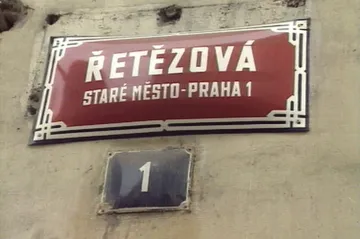 ŘETĚZOVÁ
STARÉ MĚSTO-PRAHA 1
1